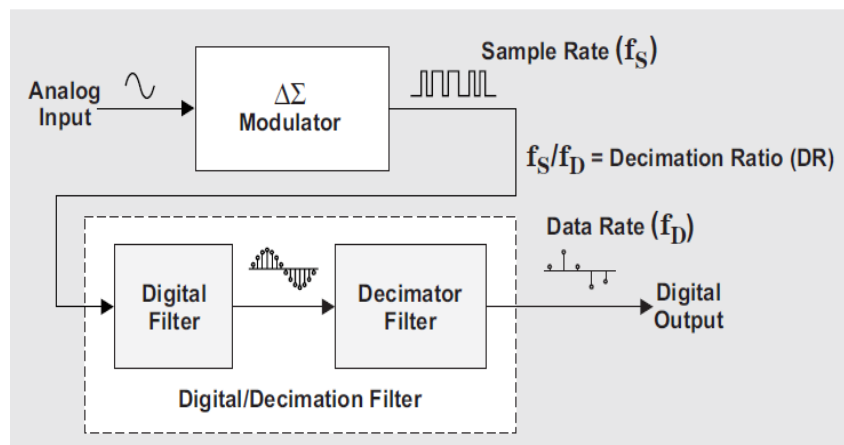 Sample Rate (fS)
Analog
Input
ΔΣ
Modulator
fS/fD = Decimation Ratio (DR)
Data Rate (fD)
Digital
Filter
Decimator
Filter
Digital
Output
Digital/Decimation Filter